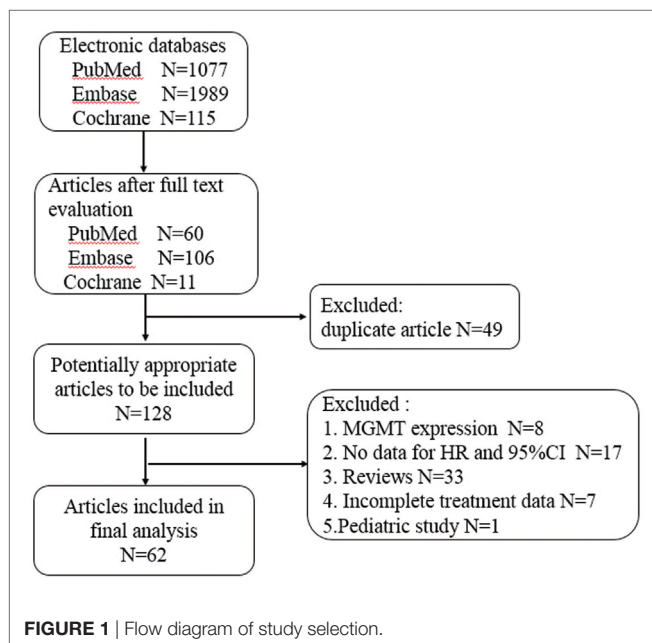 Electronic databases
PubMed N=1077
Embase N=1989
Cochrane N=115
Articles after full text
evaluation
PubMed N=60
Embase N=106
Cochrane N=11
Excluded:
duplicate article N=49
Potentially appropriate
articles to be included
N=128
Excluded :
1. MGMT expression N=8
2. No data for HR and 95%CI N=17
3. Reviews N=33
4. Incomplete treatment data N=7
5.Pediatric study N=1
Articles included in
final analysis
N=62
FIGURE 1 | Flow diagram of study selection.